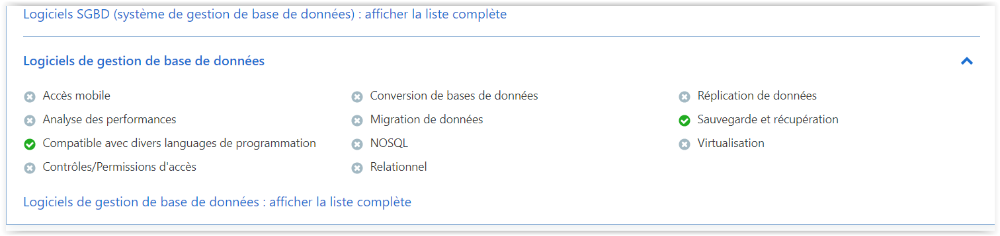 Logiciels SGBD (système de gestion de base de données) : afficher la liste complète
Logiciels de gestion de base de données
Accès mobile
Analyse des performances
Compatible avec divers languages de programmation
Contrôles/Permissions d'accès
Conversion de bases de données
Migration de données
NOSQL
Relationnel
Réplication de données
Sauvegarde et récupération
Virtualisation
Logiciels de gestion de base de données : afficher la liste complète